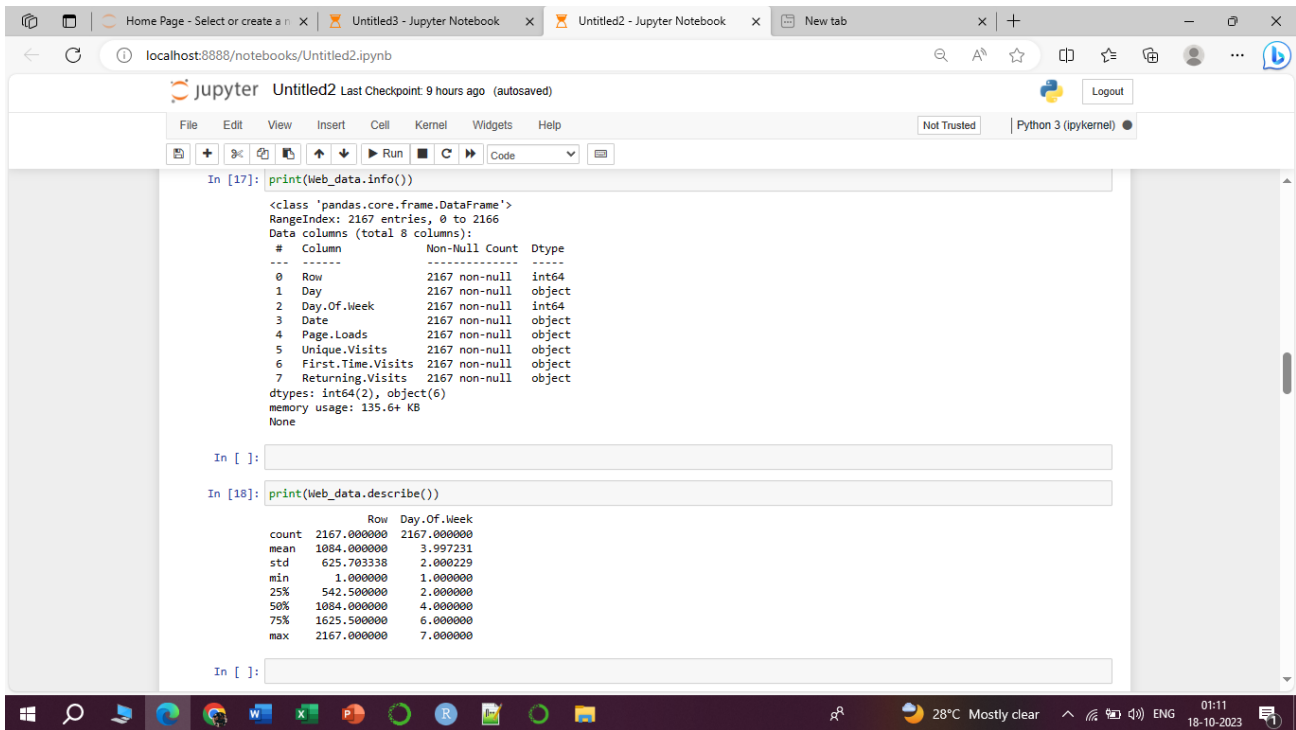 Home Page - Select or create a n
Untitled3 - Jupyter Notebook
Untitled2 - Jupyter Notebook
New tab
localhost:8888/notebooks/Untitled2.ipynb
jupyter Untitled2 Last Checkpoint: 9 hours ago (autosaved)
Logout
File Edit View Insert Cell Kernel Widgets Help
Not Trusted
Python 3 (ipykernel)
Run
Code
In [17]: print(Web_data.info())
<class 'pandas.core.frame.DataFrame'>
RangeIndex: 2167 entries, 0 to 2166
Data columns (total 8 columns):
 #   Column             Non-Null Count  Dtype
---  ------             --------------  -----
 0   Row                2167 non-null   int64
 1   Day                2167 non-null   object
 2   Day.Of.Week        2167 non-null   int64
 3   Date               2167 non-null   object
 4   Page.Loads         2167 non-null   object
 5   Unique.Visits      2167 non-null   object
 6   First.Time.Visits  2167 non-null   object
 7   Returning.Visits   2167 non-null   object
dtypes: int64(2), object(6)
memory usage: 135.6+ KB
None
In [ ]:
In [18]: print(Web_data.describe())
               Row  Day.Of.Week
count  2167.000000  2167.000000
mean   1084.000000     3.997231
std     625.703338     2.000229
min       1.000000     1.000000
25%     542.500000     2.000000
50%    1084.000000     4.000000
75%    1625.500000     6.000000
max    2167.000000     7.000000
In [ ]:
28°C Mostly clear
ENG
01:11
18-10-2023